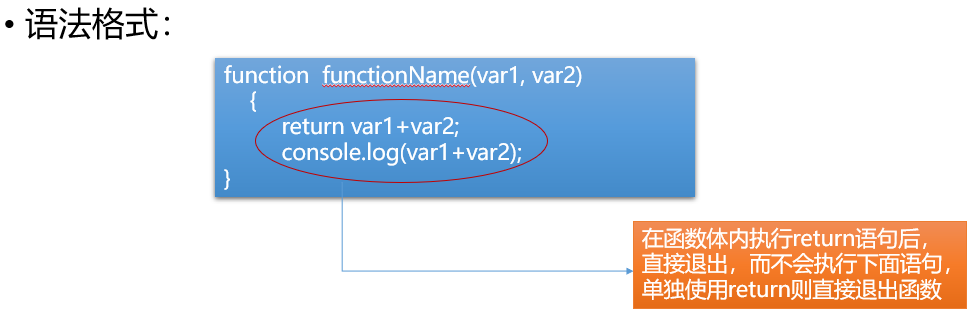 • 语法格式：
function functionName(var1, var2)
{
return var1+var2;
console.log(var1+var2);
}
在函数体内执行return语句后，
直接退出，而不会执行下面语句，
单独使用return则直接退出函数